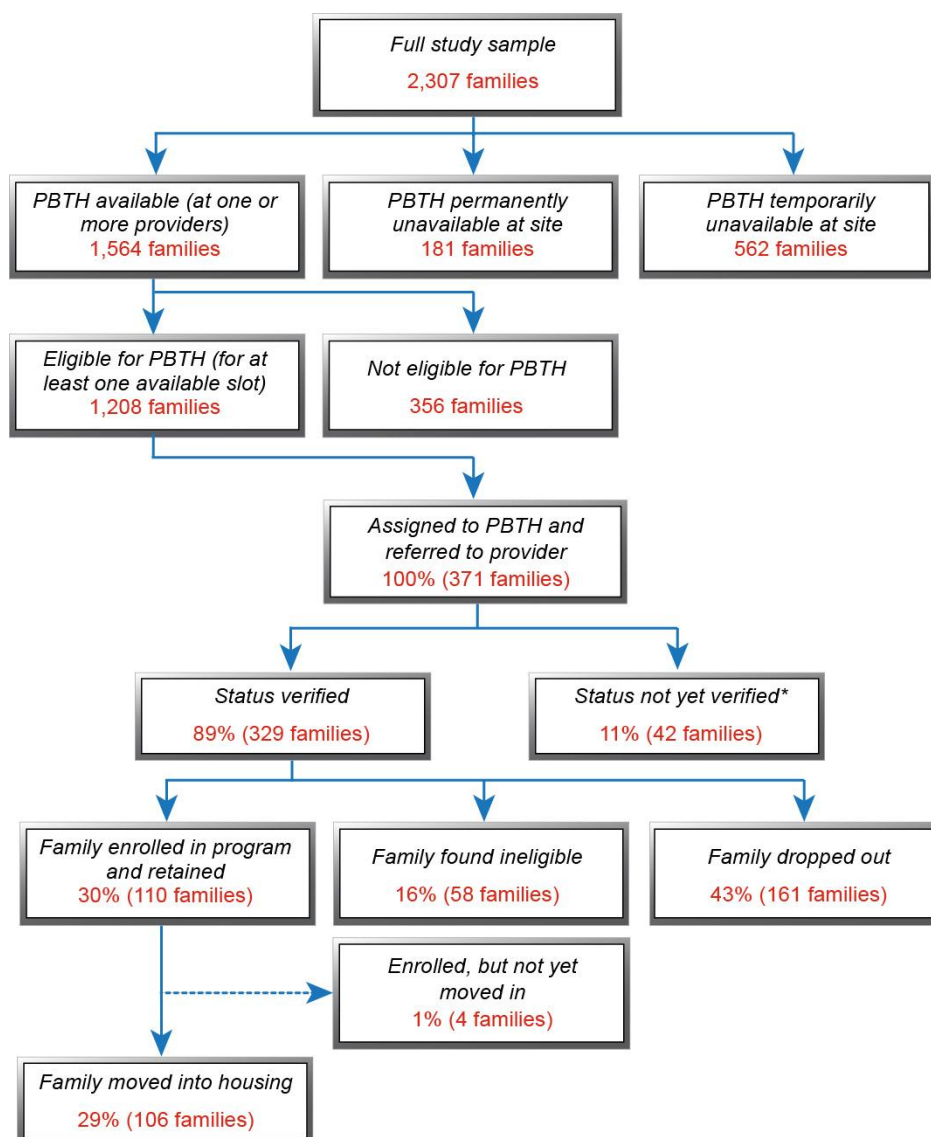 Full study sample
2,307 families
PBTH available (at one or
more providers)
1,564 families
PBTH permanently
unavailable at site
181 families
PBTH temporarily
unavailable at site
562 families
Eligible for PBTH (for at
least one available slot)
1,208 families
Not eligible for PBTH
356 families
Assigned to PBTH and
referred to provider
100% (371 families)
Status verified
89% (329 families)
Status not yet verified*
11% (42 families)
Family enrolled in program
and retained
30% (110 families)
Family found ineligible
16% (58 families)
Family dropped out
43% (161 families)
Enrolled, but not yet
moved in
1% (4 families)
Family moved into housing
29% (106 families)